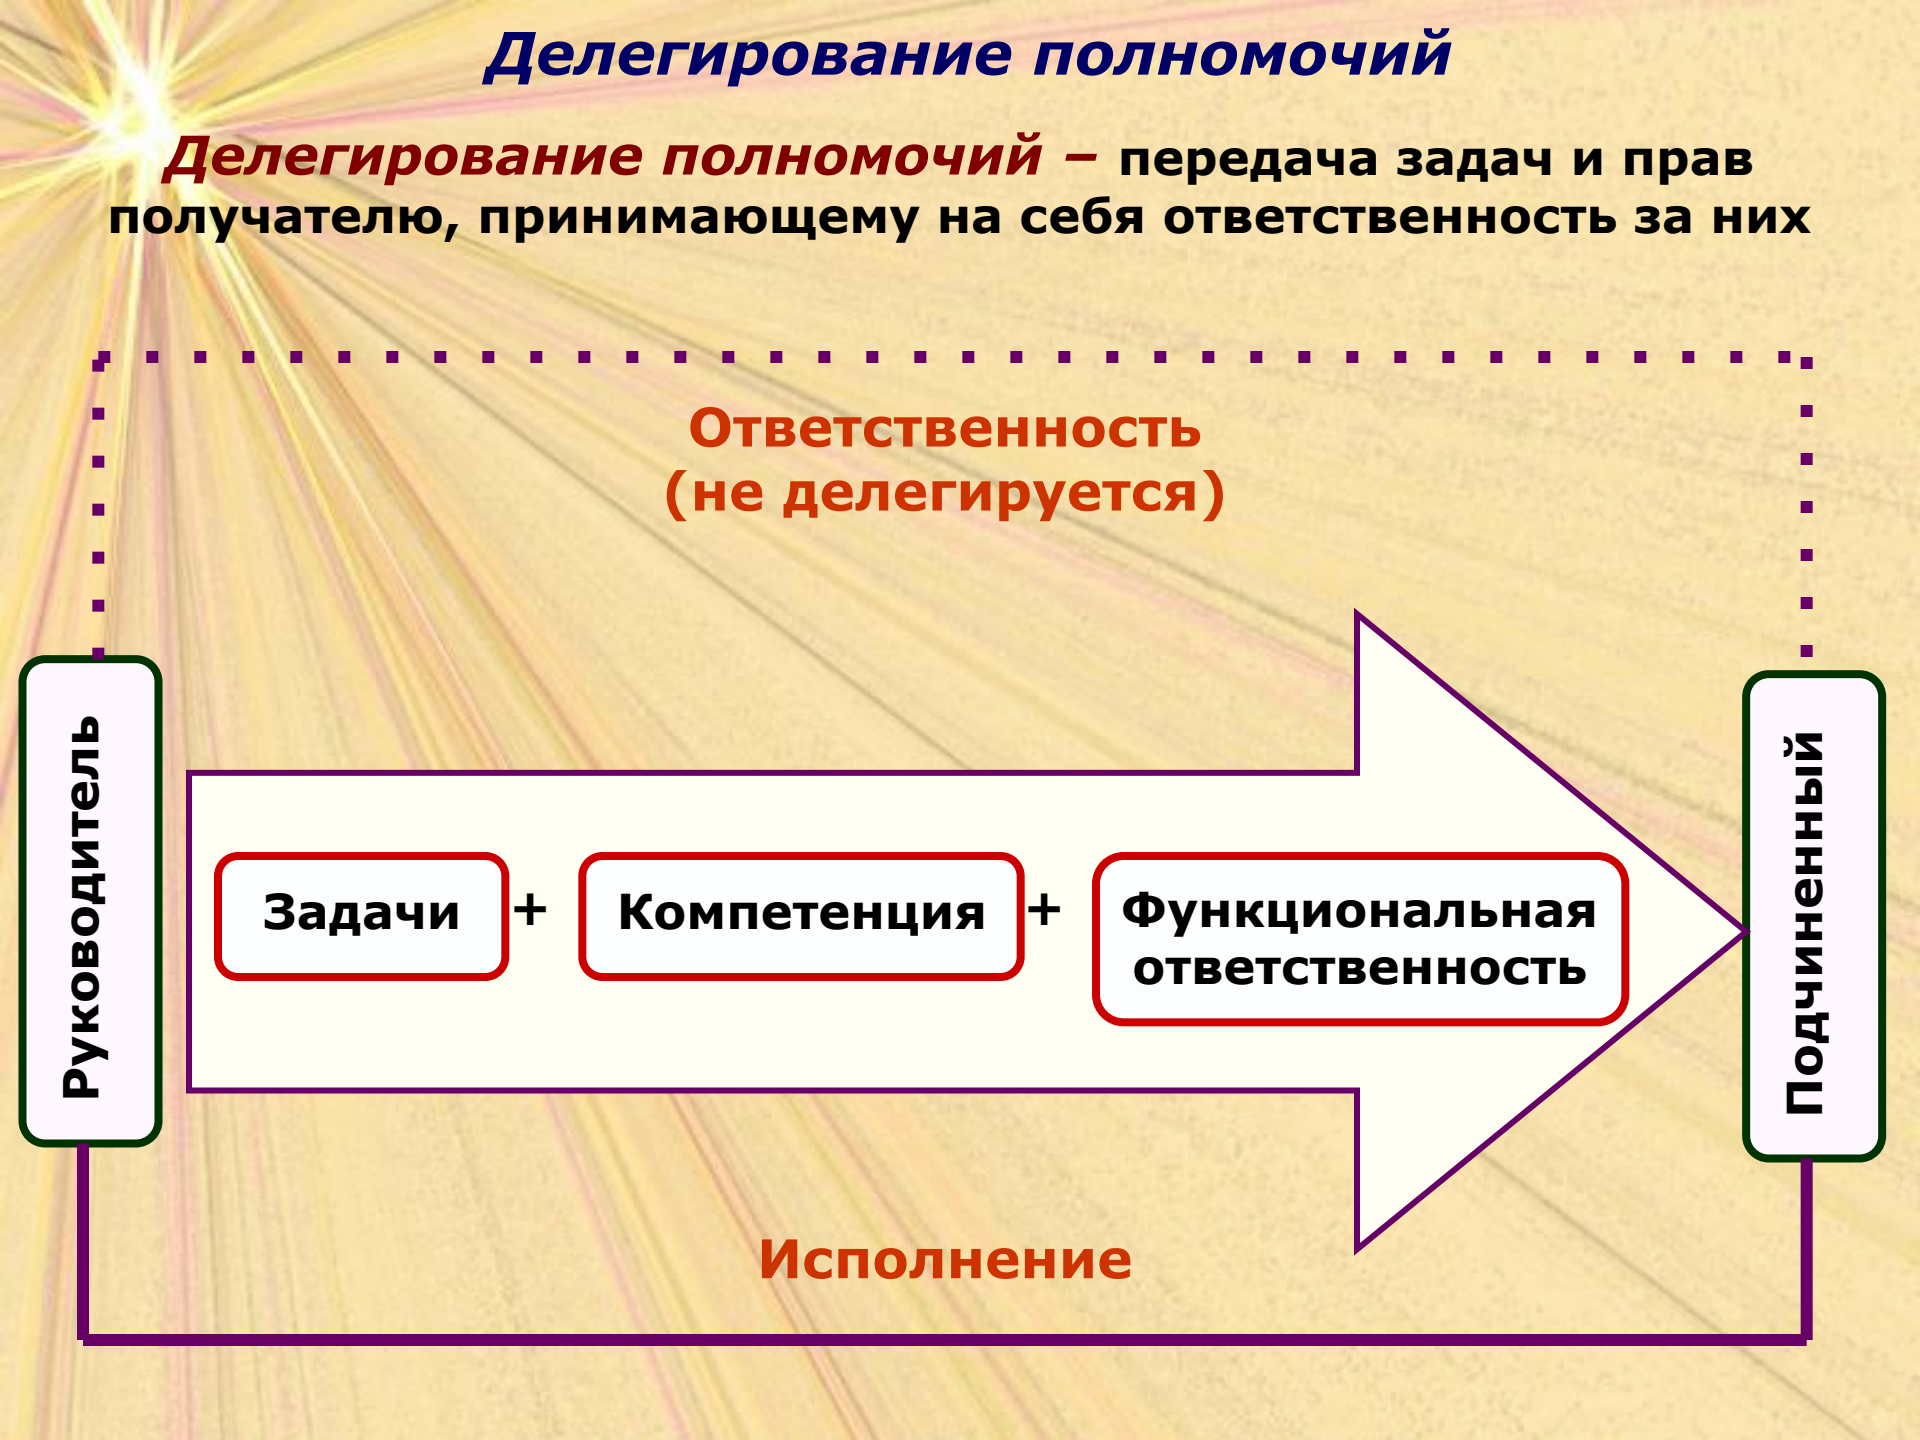 Делегирование полномочий
Делегирование полномочий – передача задач и прав
получателю, принимающему на себя ответственность за них
Ответственность
(не делегируется)
Руководитель
Задачи + Компетенция + Функциональная
ответственность
Подчиненный
Исполнение